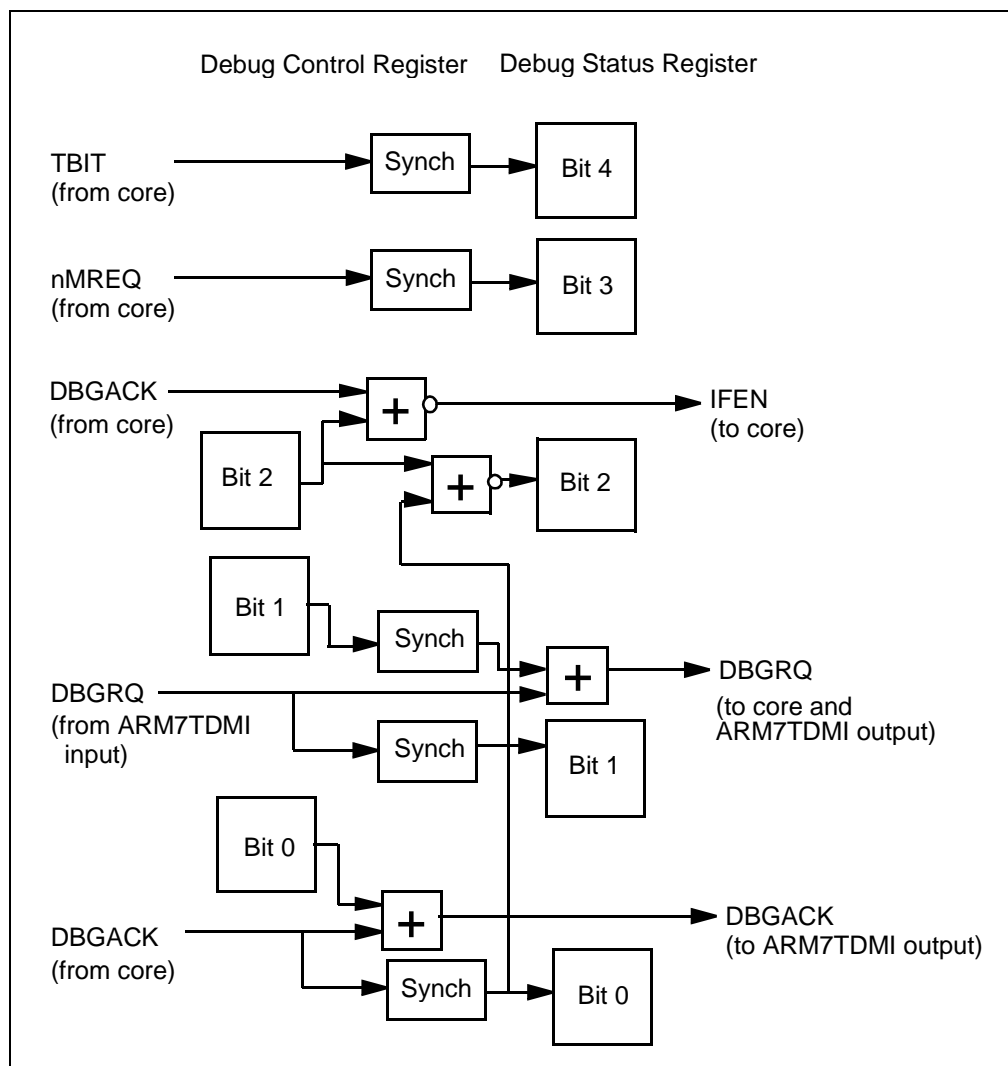 Debug Control Register
Debug Status Register
TBIT
(from core)
Synch
Bit 4
nMREQ
(from core)
Synch
Bit 3
DBGACK
(from core)
+
IFEN
(to core)
Bit 2
+
Bit 2
Bit 1
Synch
DBGRQ
(from ARM7TDMI
input)
+
DBGRQ
(to core and
ARM7TDMI output)
Synch
Bit 1
Bit 0
DBGACK
(from core)
+
DBGACK
(to ARM7TDMI output)
Synch
Bit 0